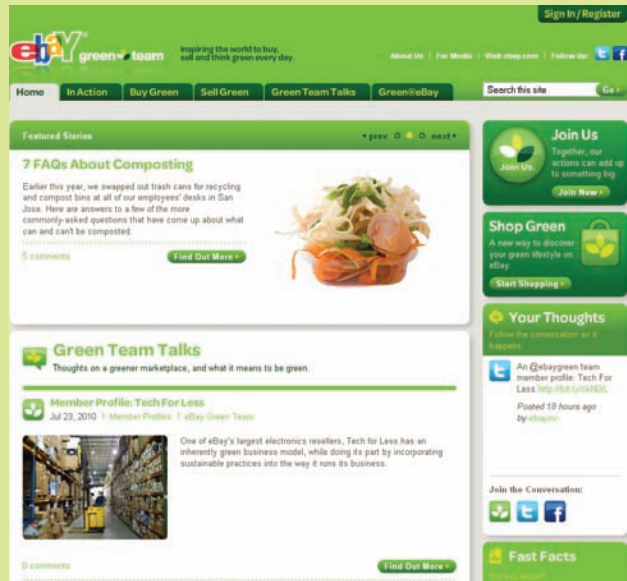 Sign In / Register
ebaY green team
Inspiring the world to buy,
sell and think green every day.
About Us | For Media | Visit ebay.com | Follow Us:
Home In Action Buy Green Sell Green Green Team Talks Green@eBay
Search this site Go
Featured Stories
prev next
7 FAQs About Composting
Earlier this year, we swapped out trash cans for recycling
and compost bins at all of our employees' desks in San
Jose. Here are answers to a few of the more
commonly-asked questions that have come up about what
can and can't be composted.
5 comments Find Out More
Join Us.
Join Us
Together, our
actions can add up
to something big.
Join Now
Shop Green
A new way to discover
your green lifestyle on
eBay.
Start Shopping
Your Thoughts
Follow the conversation as it
happens
An @ebaygreen team
member profile: Tech For
Less
Posted 18 hours ago
by ebayinc
Join the Conversation:
Green Team Talks
Thoughts on a greener marketplace, and what it means to be green.
Member Profile: Tech For Less
Jul 23, 2010 | Member Profiles | eBay Green Team
One of eBay's largest electronics resellers, Tech for Less has an
inherently green business model, while doing its part by incorporating
sustainable practices into the way it runs its business.
0 comments Find Out More
Fast Facts